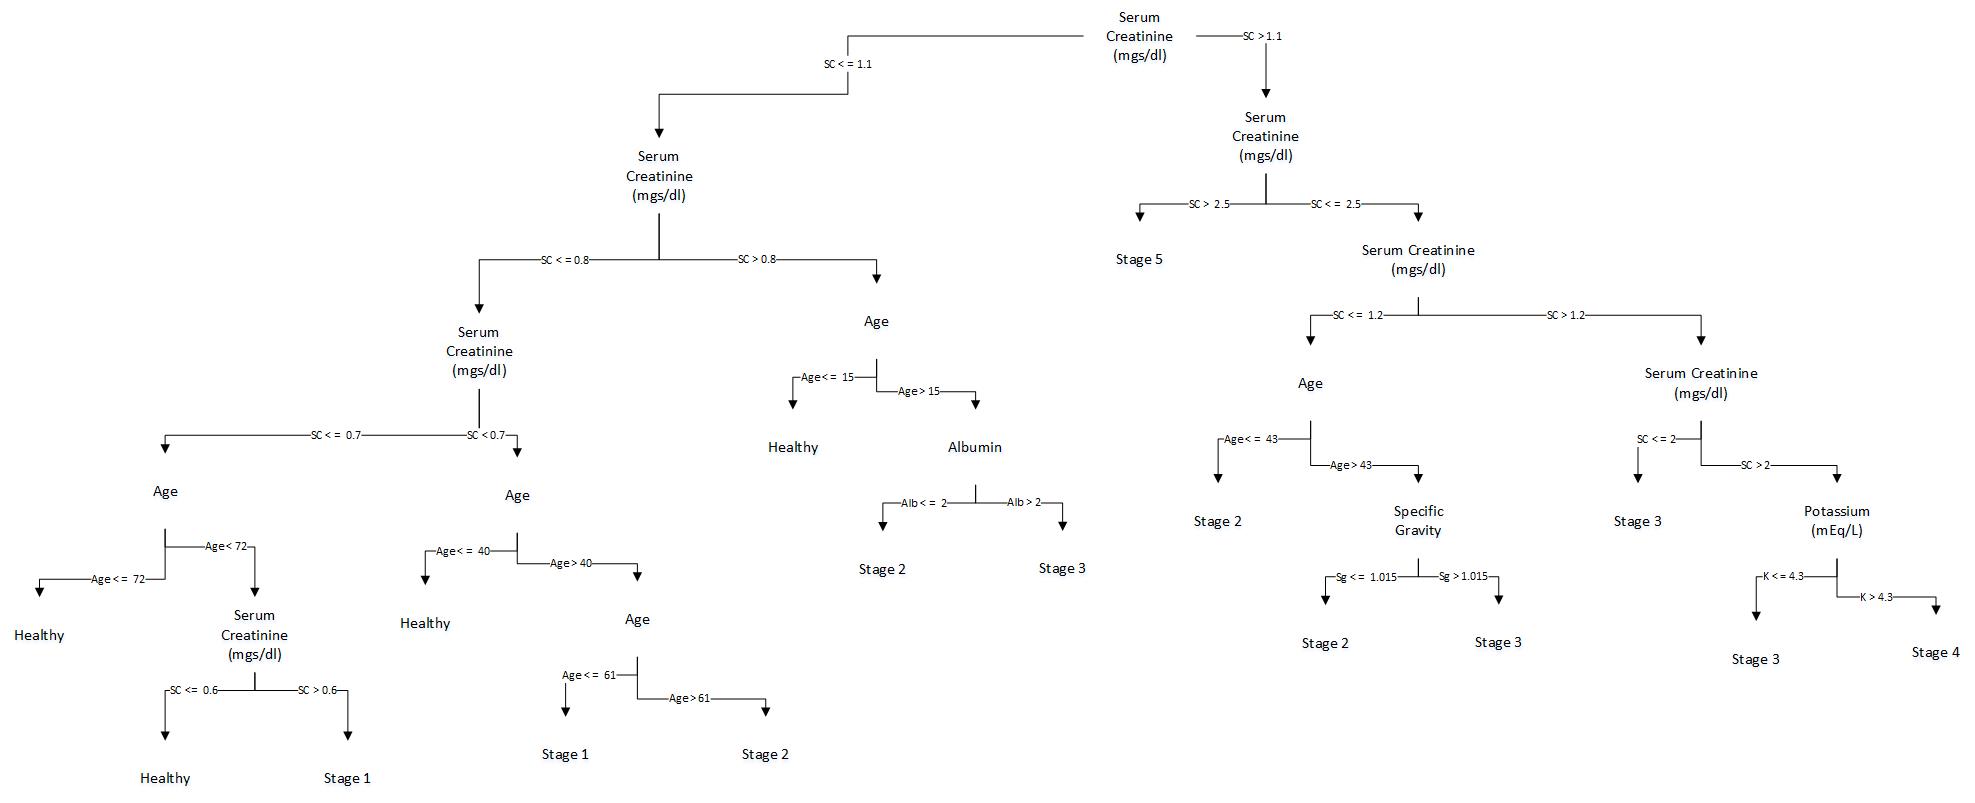 Serum
Creatinine
(mgs/dl)
SC < = 1.1
SC >1.1
Serum
Creatinine
(mgs/dl)
Serum
Creatinine
(mgs/dl)
SC > 2.5
SC < = 2.5
Stage 5
Serum Creatinine
(mgs/dl)
SC < = 0.8
SC > 0.8
SC < = 1.2
SC > 1.2
Age
Serum
Creatinine
(mgs/dl)
Age
Serum Creatinine
(mgs/dl)
Age< = 15
Age> 15
SC < = 0.7
SC < 0.7
Healthy
Albumin
Age< = 43
Age> 43
SC < = 2
SC > 2
Age
Age
Alb < = 2
Alb > 2
Stage 2
Specific
Gravity
Stage 3
Potassium
(mEq/L)
Age< 72
Age< = 72
Age< = 40
Age> 40
Stage 2
Stage 3
Sg < = 1.015
Sg > 1.015
K < = 4.3
K > 4.3
Healthy
Serum
Creatinine
(mgs/dl)
Healthy
Age
Stage 2
Stage 3
Stage 3
Stage 4
SC <= 0.6
SC > 0.6
Age < = 61
Age>61
Healthy
Stage 1
Stage 1
Stage 2